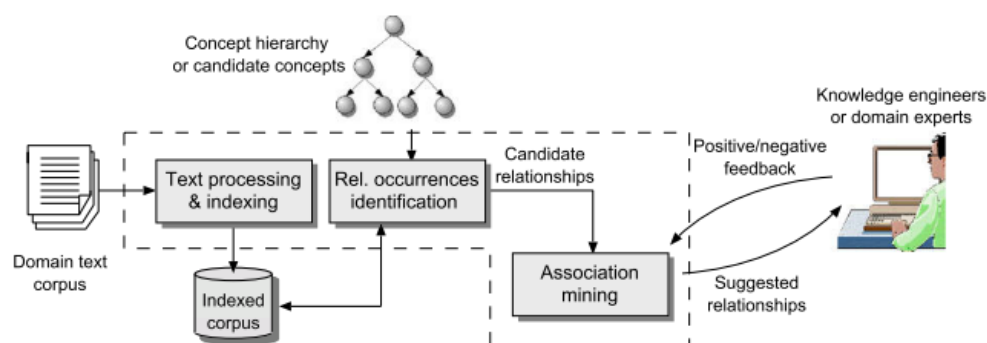 Concept hierarchy
or candidate concepts
Knowledge engineers
or domain experts
Text processing
& indexing
Rel. occurrences
identification
Candidate
relationships
Positive/negative
feedback
Domain text
corpus
Indexed
corpus
Association
mining
Suggested
relationships